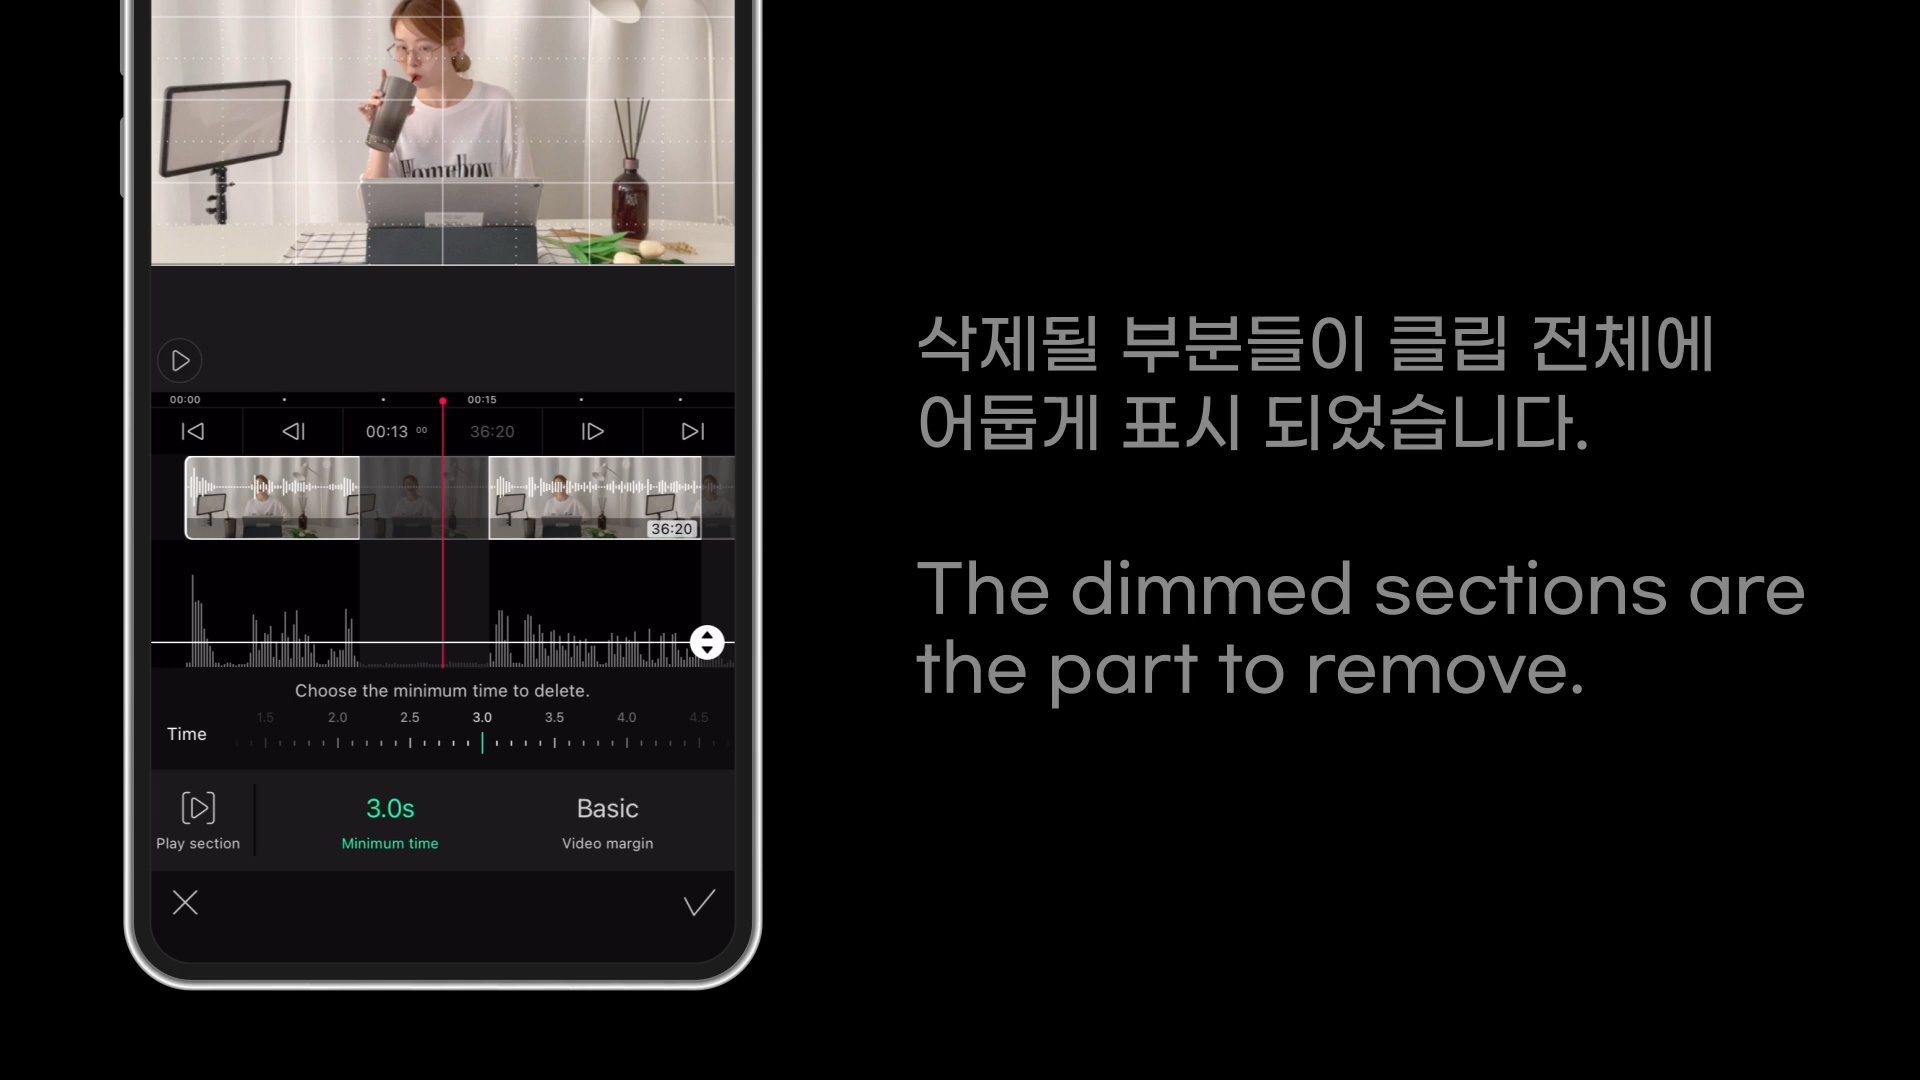 Womebow
00:00
00:15
00:13 00
36:20
36:20
Choose the minimum time to delete.
1.5 2.0 2.5 3.0 3.5 4.0 4.5
Time
3.0s
Basic
Play section
Minimum time
Video margin
삭제될 부분들이 클립 전체에
어둡게 표시 되었습니다.
The dimmed sections are
the part to remove.